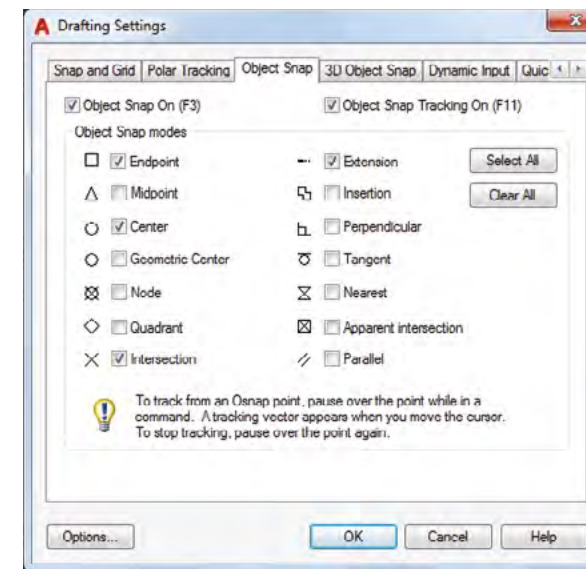 Drafting Settings
Snap and Grid Polar Tracking Object Snap 3D Object Snap Dynamic Input Quic
Object Snap On (F3) Object Snap Tracking On (F11)
Object Snap modes
Endpoint Extension Select All
Midpoint Insertion Clear All
Center Perpendicular
Geometric Center Tangent
Node Nearest
Quadrant Apparent intersection
Intersection Parallel
To track from an Osnap point, pause over the point while in a
command. A tracking vector appears when you move the cursor.
To stop tracking, pause over the point again.
Options... OK Cancel Help